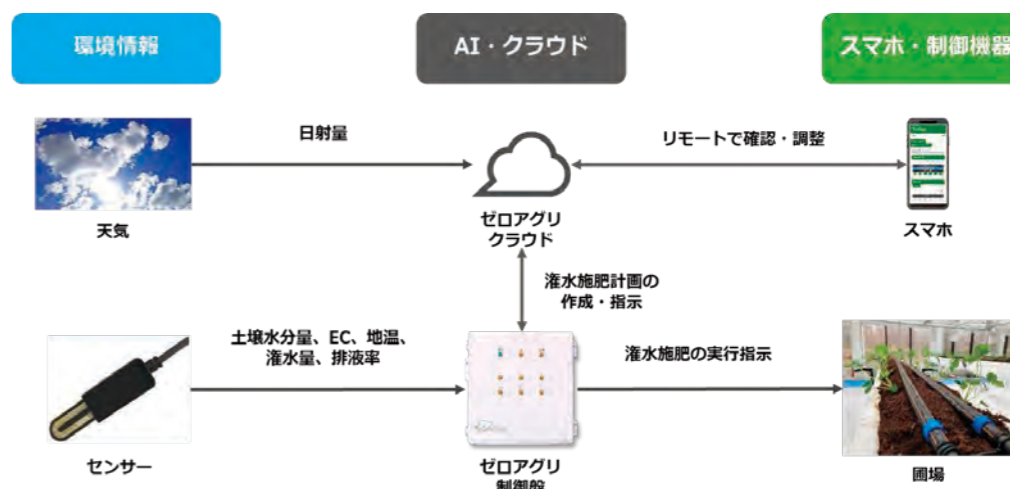 環境情報
AI・クラウド
スマホ・制御機器
日射量
リモートで確認・調整
天気
ゼロアグリ
クラウド
スマホ
灌水施肥計画の
作成・指示
土壌水分量、EC、地温、
灌水量、排液率
灌水施肥の実行指示
センサー
ゼロアグリ
制御盤
圃場